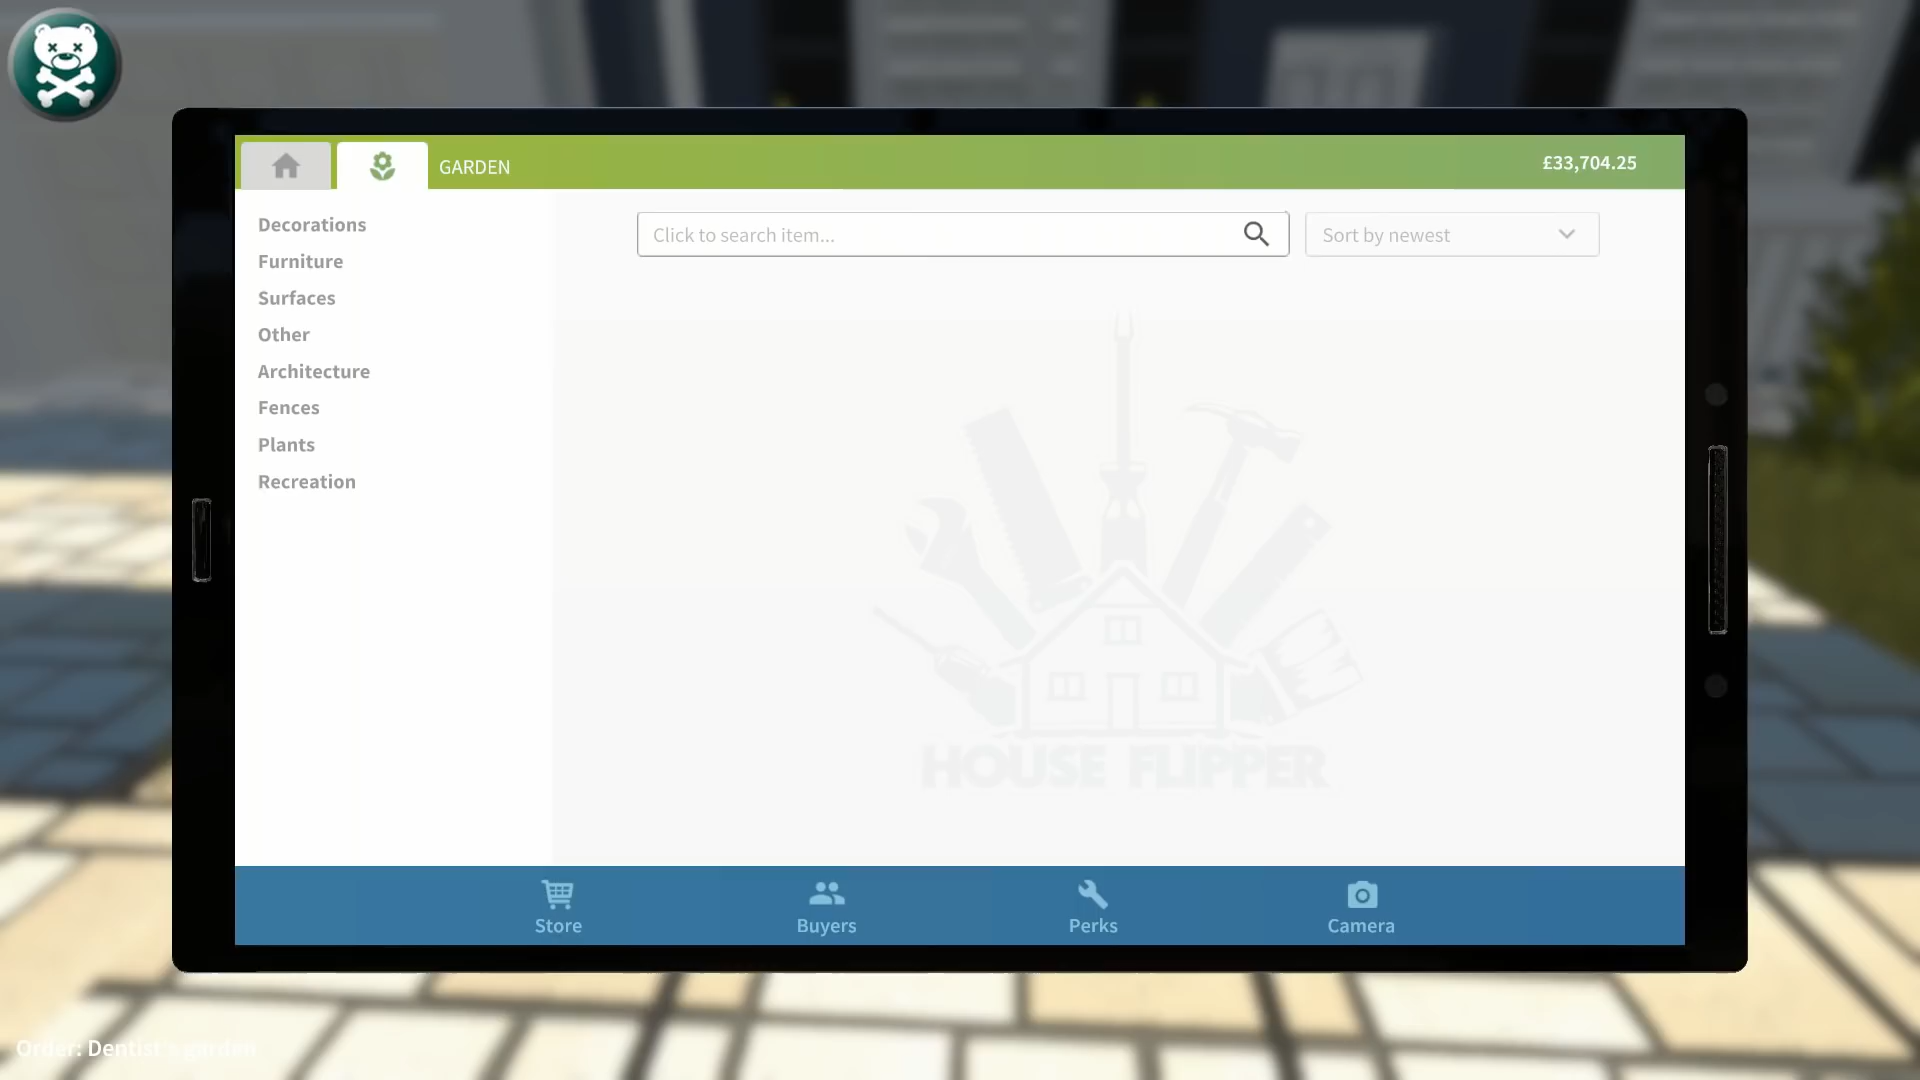 GARDEN
£33,704.25
Decorations
Furniture
Surfaces
Other
Architecture
Fences
Plants
Recreation
Click to search item...
Sort by newest
HOUSE FLIPPER
Store
Buyers
Perks
Camera
Order: Dentist's garden